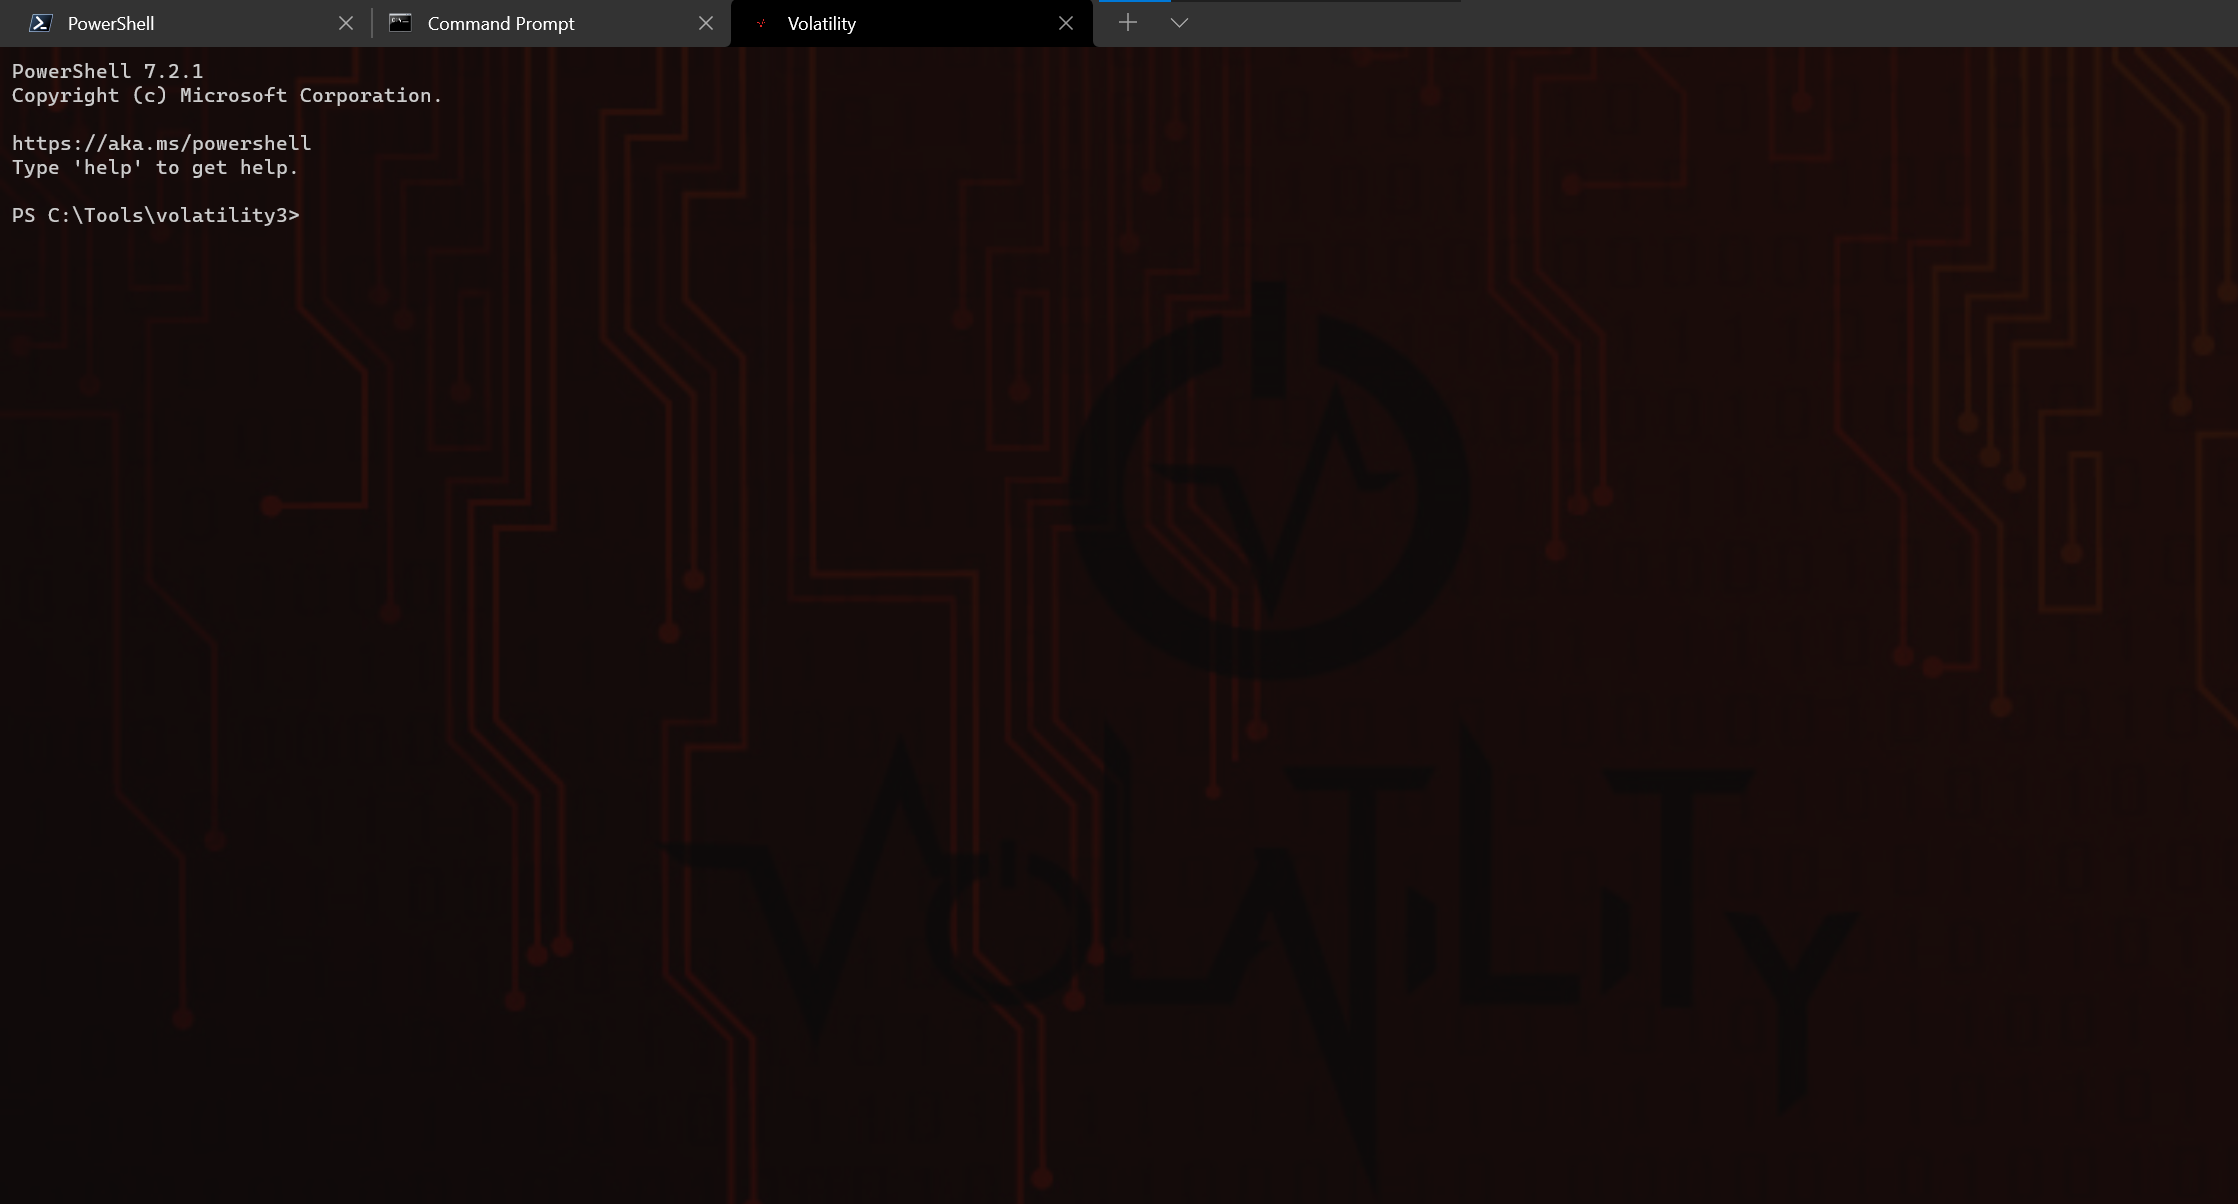 PowerShell
Command Prompt
Volatility
PowerShell 7.2.1
Copyright (c) Microsoft Corporation.
https://aka.ms/powershell
Type 'help' to get help.
PS C:\Tools\volatility3>
VOLATILITY